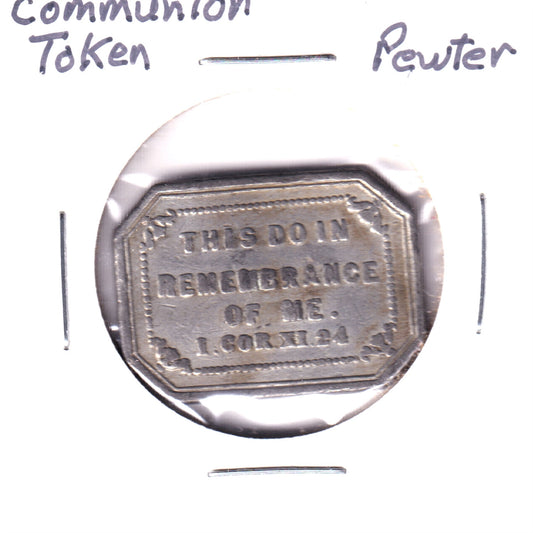 Communion
Token Pewter
THIS DO IN
REMEMBRANCE
OF ME.
1.COR.XI.24